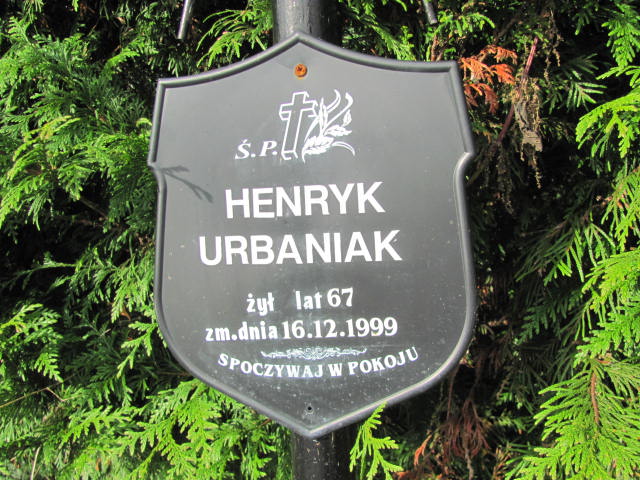 Ś.P.
HENRYK
URBANIAK
żył lat 67
zm.dnia 16.12.1999
SPOCZYWAJ W POKOJU